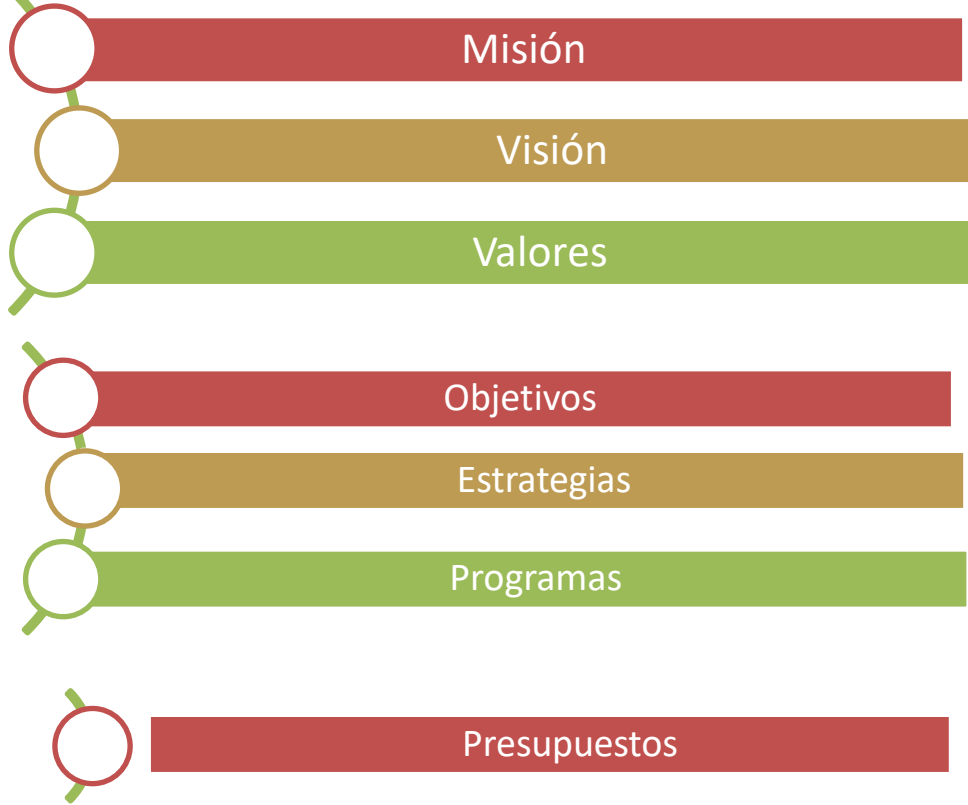 Misión
Visión
Valores
Objetivos
Estrategias
Programas
Presupuestos